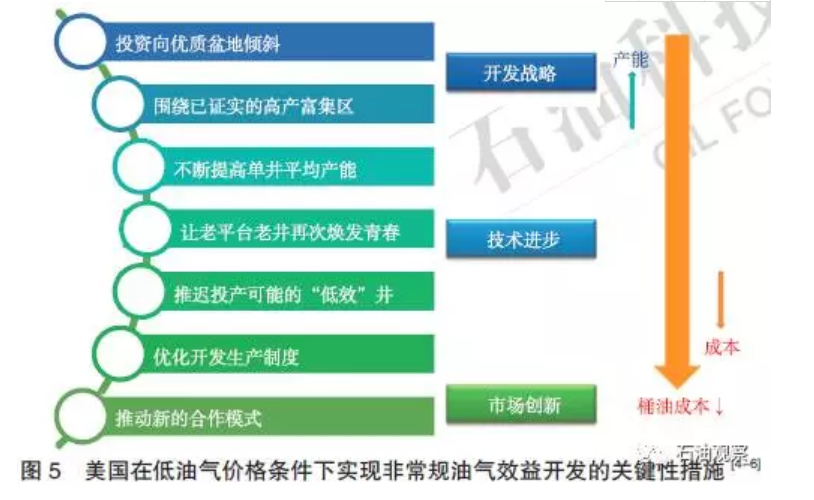 投资向优质盆地倾斜
围绕已证实的高产富集区
不断提高单井平均产能
让老平台老井再次焕发青春
推迟投产可能的“低效”井
优化开发生产制度
推动新的合作模式
开发战略
技术进步
市场创新
产能
成本
桶油成本↓
石油科技
OIL FO
石油观察
图 5 美国在低油气价格条件下实现非常规油气效益开发的关键性措施[4-6]